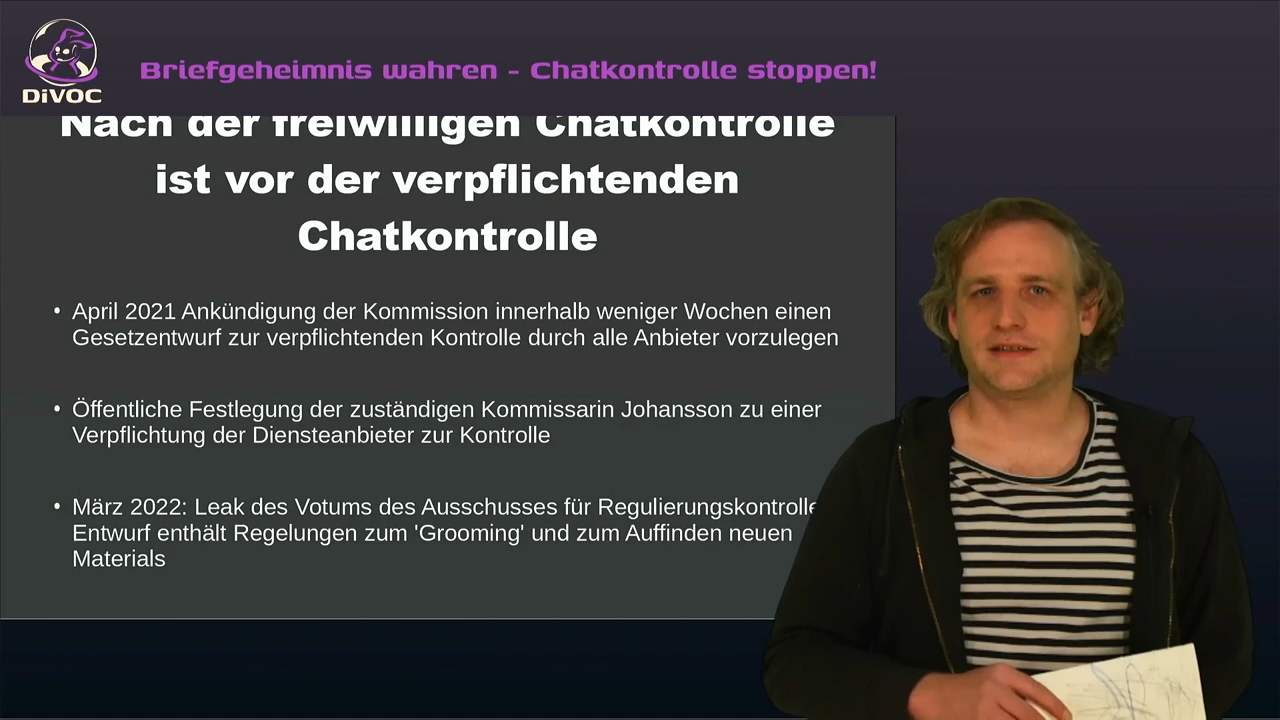 DiVOC
Briefgeheimnis wahren - Chatkontrolle stoppen!
Nach der freiwilligen Chatkontrolle
ist vor der verpflichtenden
Chatkontrolle
• April 2021 Ankündigung der Kommission innerhalb weniger Wochen einen
Gesetzentwurf zur verpflichtenden Kontrolle durch alle Anbieter vorzulegen
• Öffentliche Festlegung der zuständigen Kommissarin Johansson zu einer
Verpflichtung der Diensteanbieter zur Kontrolle
• März 2022: Leak des Votums des Ausschusses für Regulierungskontrolle
Entwurf enthält Regelungen zum 'Grooming' und zum Auffinden neuen
Materials